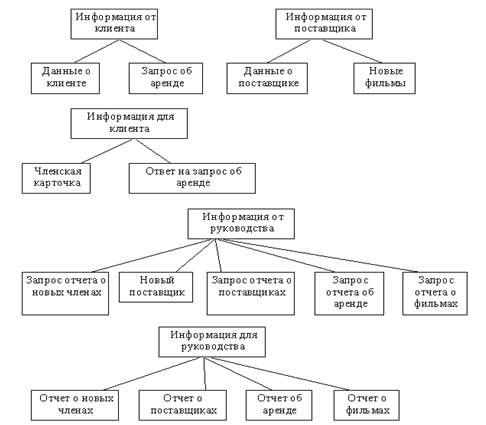 Информация от
клиента
Информация от
поставщика
Данные о
клиенте
Запрос об
аренде
Данные о
поставщике
Новые
фильмы
Информация для
клиента
Членская
карточка
Ответ на запрос об
аренде
Информация от
руководства
Запрос отчета о
новых членах
Новый
поставщик
Запрос отчета о
поставщиках
Запрос
отчета об
аренде
Запрос
отчета о
фильмах
Информация для
руководства
Отчет о новых
членах
Отчет о
поставщиках
Отчет об
аренде
Отчет о
фильмах